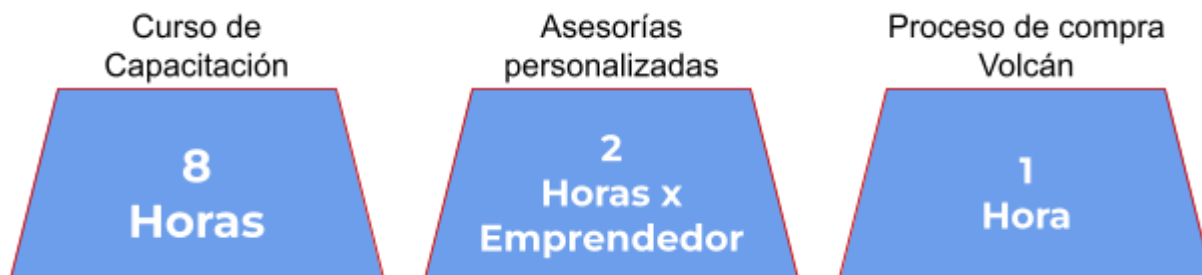 Curso de
Capacitación
8
Horas
Asesorías
personalizadas
2
Horas x
Emprendedor
Proceso de compra
Volcán
1
Hora